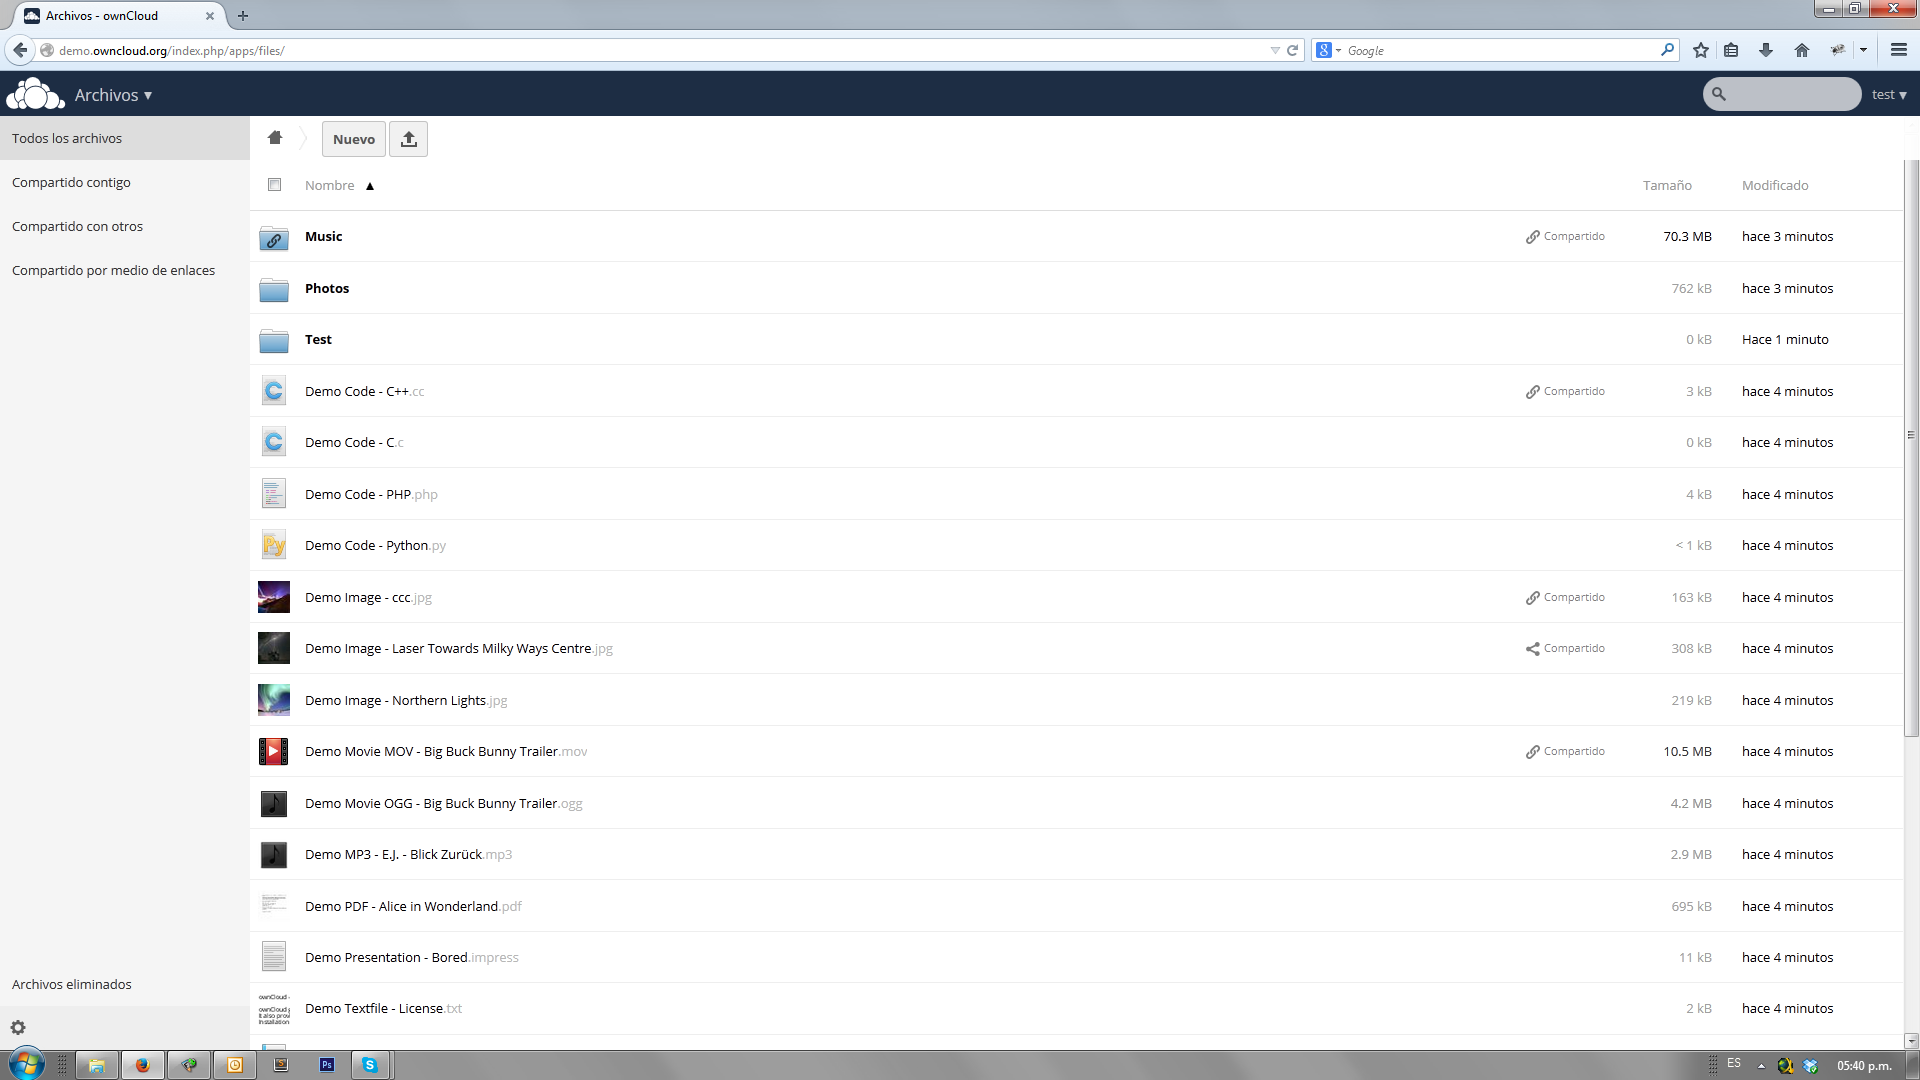 Archivos - ownCloud
demo.owncloud.org/index.php/apps/files/
Google
Archivos ▾
test ▾
Todos los archivos
Compartido contigo
Compartido con otros
Compartido por medio de enlaces
Archivos eliminados
Nuevo
Nombre ▲ Tamaño Modificado
Music Compartido 70.3 MB hace 3 minutos
Photos 762 kB hace 3 minutos
Test 0 kB Hace 1 minuto
Demo Code - C++.cc Compartido 3 kB hace 4 minutos
Demo Code - C.c 0 kB hace 4 minutos
Demo Code - PHP.php 4 kB hace 4 minutos
Demo Code - Python.py < 1 kB hace 4 minutos
Demo Image - ccc.jpg Compartido 163 kB hace 4 minutos
Demo Image - Laser Towards Milky Ways Centre.jpg Compartido 308 kB hace 4 minutos
Demo Image - Northern Lights.jpg 219 kB hace 4 minutos
Demo Movie MOV - Big Buck Bunny Trailer.mov Compartido 10.5 MB hace 4 minutos
Demo Movie OGG - Big Buck Bunny Trailer.ogg 4.2 MB hace 4 minutos
Demo MP3 - E.J. - Blick Zurück.mp3 2.9 MB hace 4 minutos
Demo PDF - Alice in Wonderland.pdf 695 kB hace 4 minutos
Demo Presentation - Bored.impress 11 kB hace 4 minutos
Demo Textfile - License.txt 2 kB hace 4 minutos
ES
05:40 p.m.